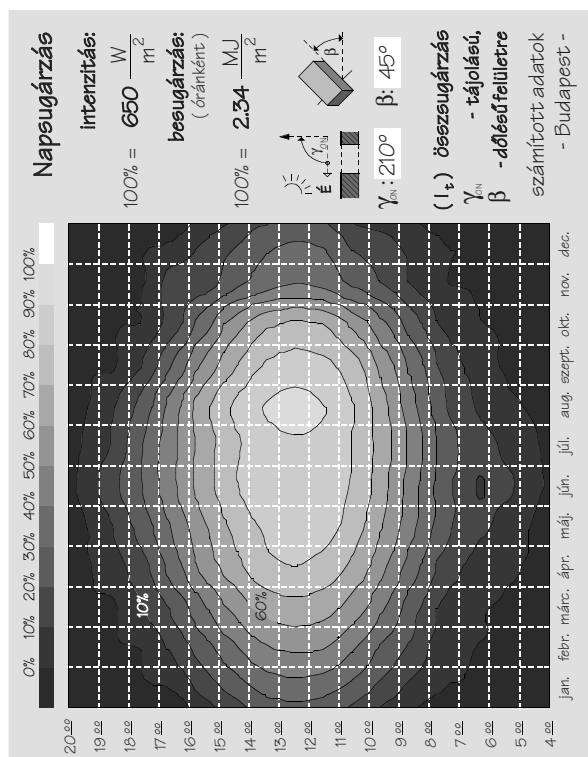 0% 10% 20% 30% 40% 50% 60% 70% 80% 90% 100%
20⁰⁰
19⁰⁰
18⁰⁰
17⁰⁰
16⁰⁰
15⁰⁰
14⁰⁰
13⁰⁰
12⁰⁰
11⁰⁰
10⁰⁰
9⁰⁰
8⁰⁰
7⁰⁰
6⁰⁰
5⁰⁰
4⁰⁰
10%
60%
jan. febr. márc. ápr. máj. jún. júl. aug. szept. okt. nov. dec.
Napsugárzás
intenzitás:
100% = 650 W/m²
besugárzás:
( óránként )
100% = 2.34 MJ/m²
É γON β
γON: 210° β: 45°
( Iₜ ) összsugárzás
γON - tájolású,
β - dőlésű felületre
számított adatok
- Budapest -